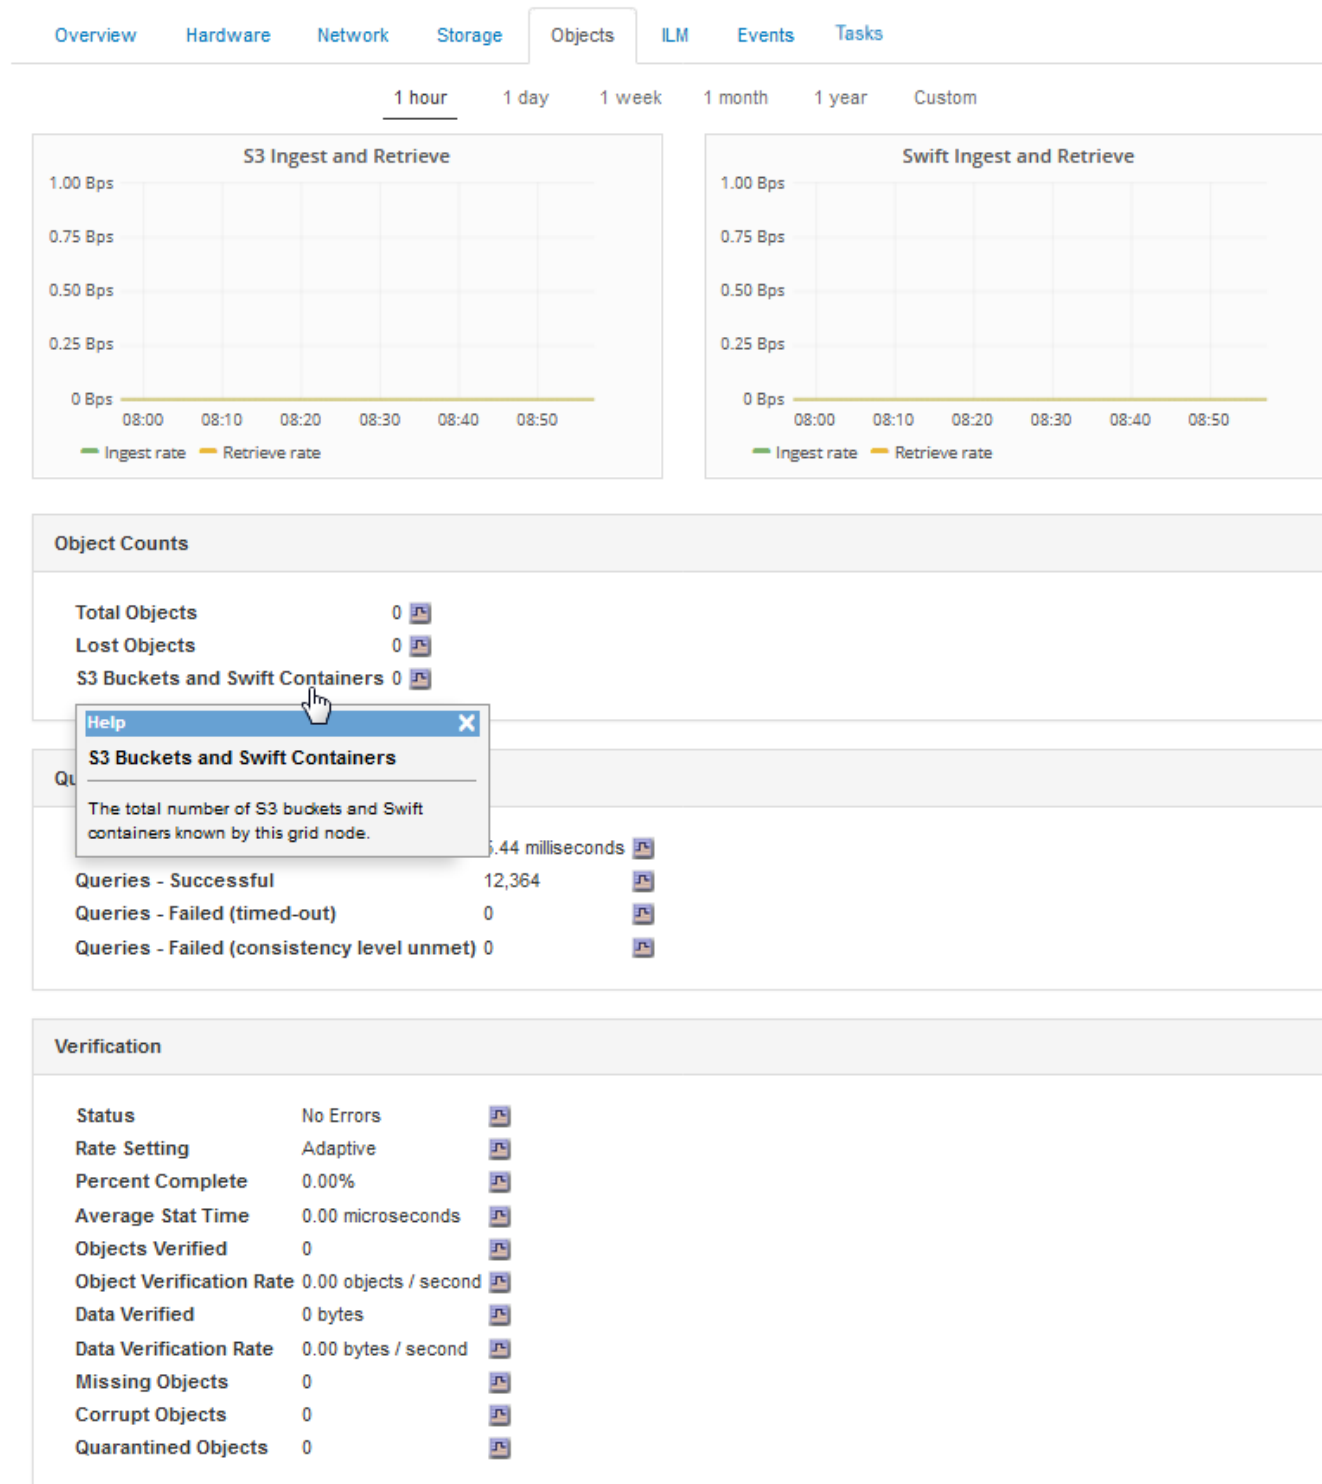 Overview Hardware Network Storage Objects ILM Events Tasks
1 hour 1 day 1 week 1 month 1 year Custom
S3 Ingest and Retrieve
1.00 Bps
0.75 Bps
0.50 Bps
0.25 Bps
0 Bps
08:00 08:10 08:20 08:30 08:40 08:50
Ingest rate Retrieve rate
Swift Ingest and Retrieve
1.00 Bps
0.75 Bps
0.50 Bps
0.25 Bps
0 Bps
08:00 08:10 08:20 08:30 08:40 08:50
Ingest rate Retrieve rate
Object Counts
Total Objects 0
Lost Objects 0
S3 Buckets and Swift Containers 0
Help
S3 Buckets and Swift Containers
The total number of S3 buckets and Swift
containers known by this grid node.
.44 milliseconds
Queries - Successful 12,364
Queries - Failed (timed-out) 0
Queries - Failed (consistency level unmet) 0
Verification
Status No Errors
Rate Setting Adaptive
Percent Complete 0.00%
Average Stat Time 0.00 microseconds
Objects Verified 0
Object Verification Rate 0.00 objects / second
Data Verified 0 bytes
Data Verification Rate 0.00 bytes / second
Missing Objects 0
Corrupt Objects 0
Quarantined Objects 0